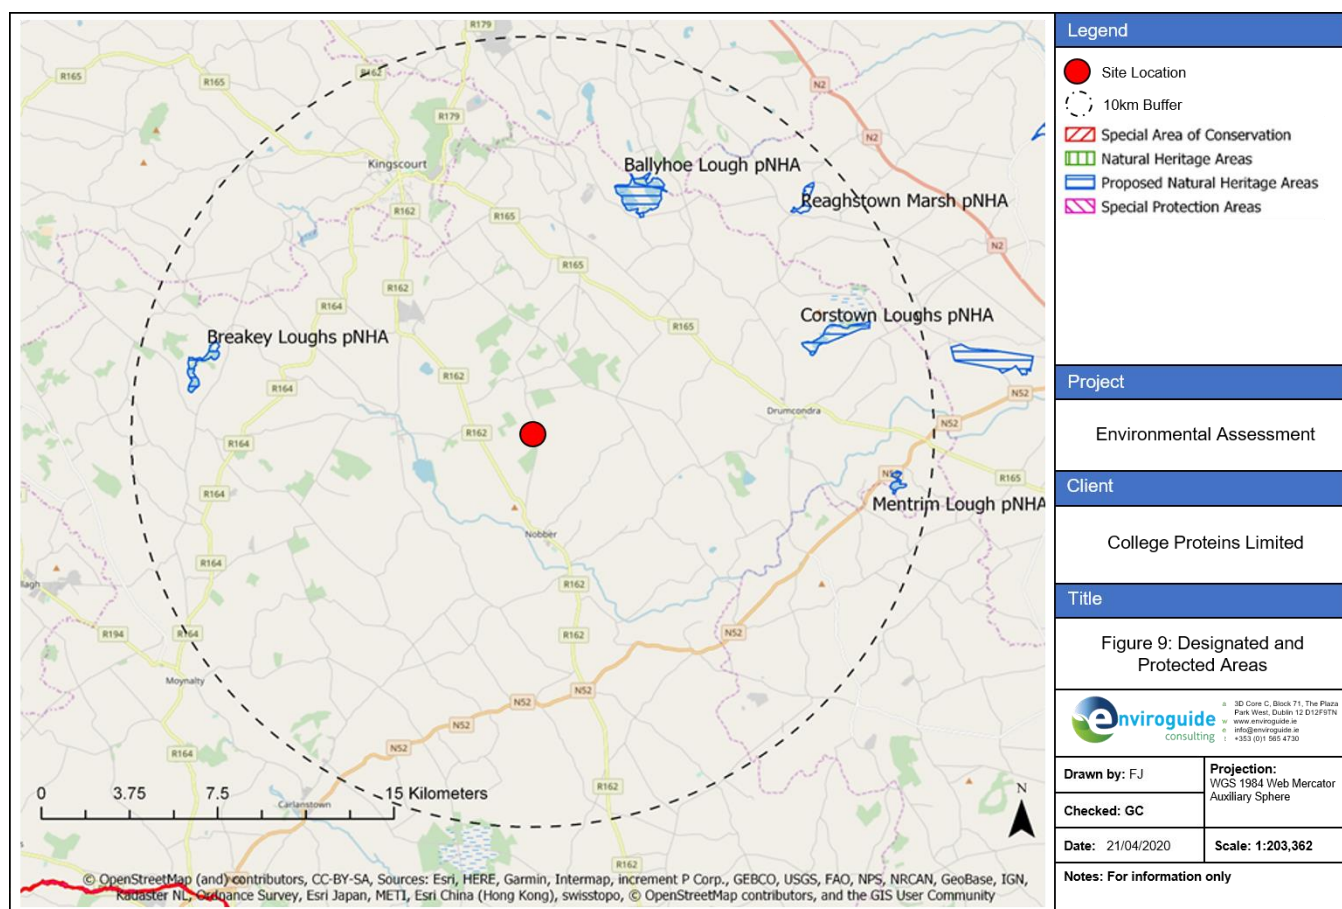 R179
R162
R165
R165
R179
N2
N2
Kingscourt
Ballyhoe Lough pNHA
Reaghstown Marsh pNHA
R162
R165
N2
R162
R165
R164
Corstown Loughs pNHA
R165
Breakey Loughs pNHA
R162
R164
N52
Drumcondra
R162
R164
N52
R165
R164
Mentrim Lough pNHA
Nobber
R164
R162
R194
R164
R162
N52
Moynalty
N52
N52
N52
R164
R162
0 3.75 7.5 15 Kilometers
Carlanstown
N
R162
© OpenStreetMap (and) contributors, CC-BY-SA, Sources: Esri, HERE, Garmin, Intermap, increment P Corp., GEBCO, USGS, FAO, NPS, NRCAN, GeoBase, IGN,
Kadaster NL, Ordnance Survey, Esri Japan, METI, Esri China (Hong Kong), swisstopo, © OpenStreetMap contributors, and the GIS User Community
Legend
Site Location
10km Buffer
Special Area of Conservation
Natural Heritage Areas
Proposed Natural Heritage Areas
Special Protection Areas
Project
Environmental Assessment
Client
College Proteins Limited
Title
Figure 9: Designated and
Protected Areas
enviroguide
consulting
a 3D Core C, Block 71, The Plaza
Park West, Dublin 12 D12F9TN
w www.enviroguide.ie
e info@enviroguide.ie
t +353 (0)1 565 4730
Drawn by: FJ
Checked: GC
Projection:
WGS 1984 Web Mercator
Auxiliary Sphere
Date: 21/04/2020
Scale: 1:203,362
Notes: For information only